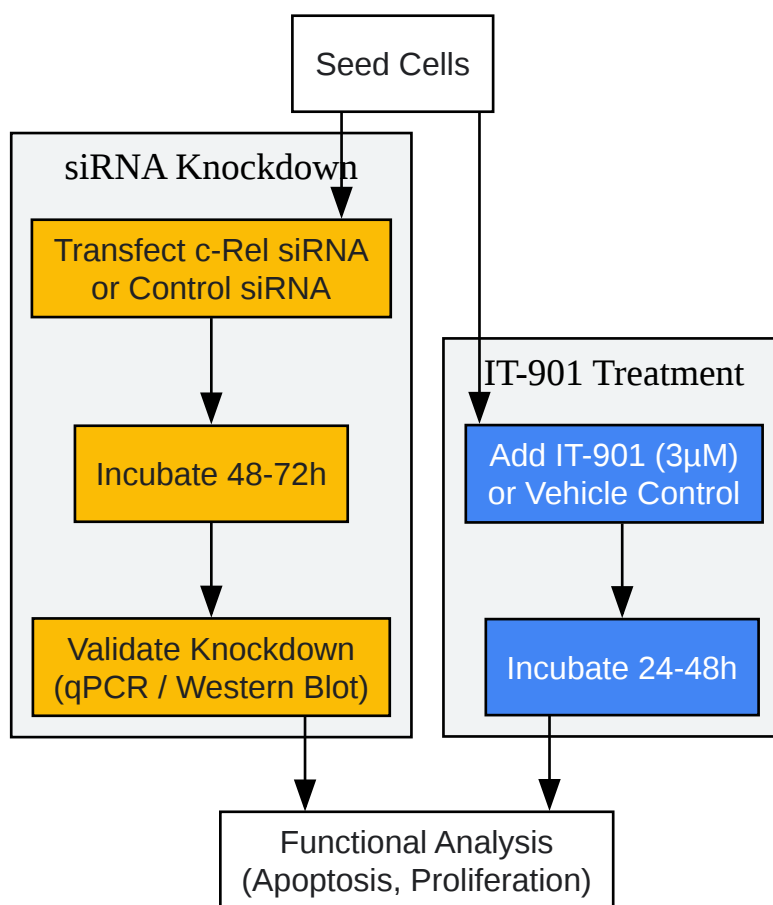 Seed Cells
siRNA Knockdown
Transfect c-Rel siRNA
or Control siRNA
Incubate 48-72h
Validate Knockdown
(qPCR / Western Blot)
IT-901 Treatment
Add IT-901 (3µM)
or Vehicle Control
Incubate 24-48h
Functional Analysis
(Apoptosis, Proliferation)